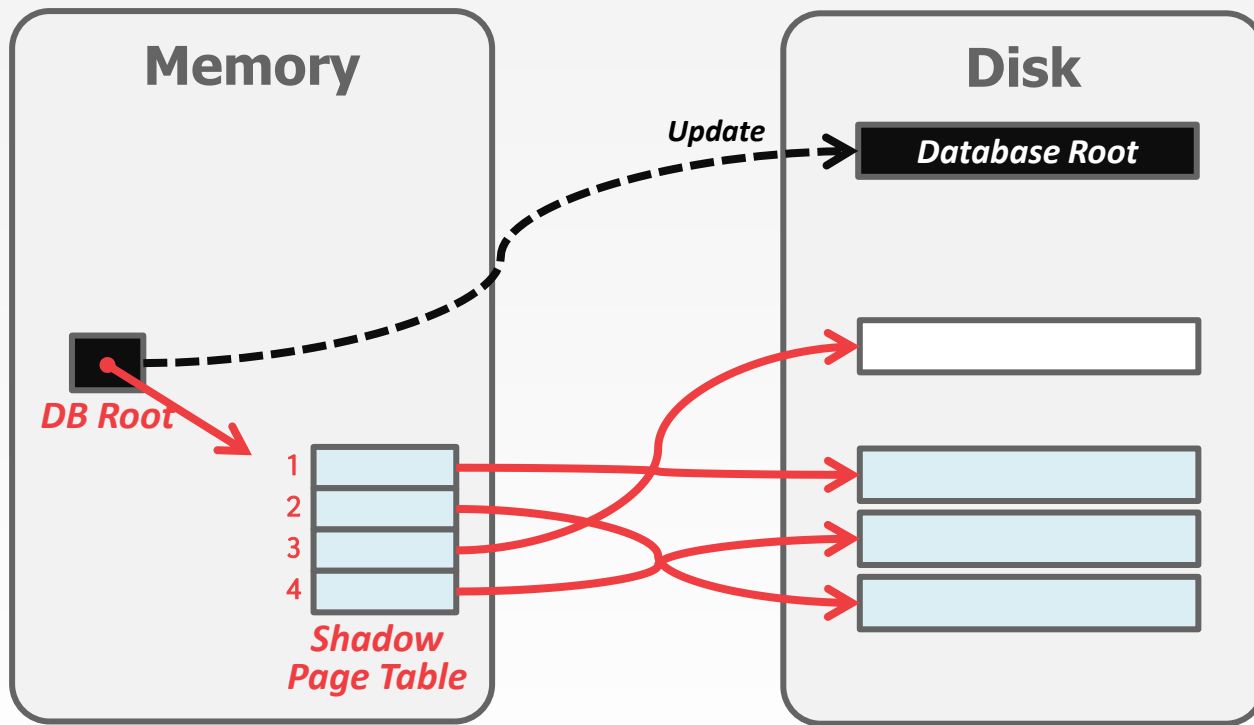 Memory
Disk
Update
Database Root
DB Root
1
2
3
4
Shadow
Page Table